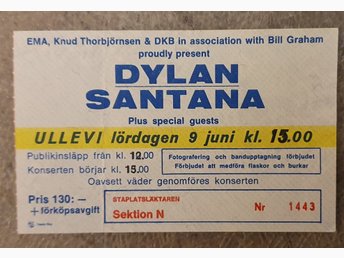 EMA, Knud Thorbjörnsen & DKB in association with Bill Graham
proudly present
DYLAN
SANTANA
Plus special guests
ULLEVI lördagen 9 juni kl. 15.00
Publikinsläpp från kl. 12.00
Konserten börjar kl. 15.00
Fotografering och bandupptagning förbjudet
Förbjudet att medföra flaskor och burkar
Oavsett väder genomföres konserten
Pris 130:-
+förköpsavgift
STAPLATSLÄKTAREN
Sektion N
Nr 1443